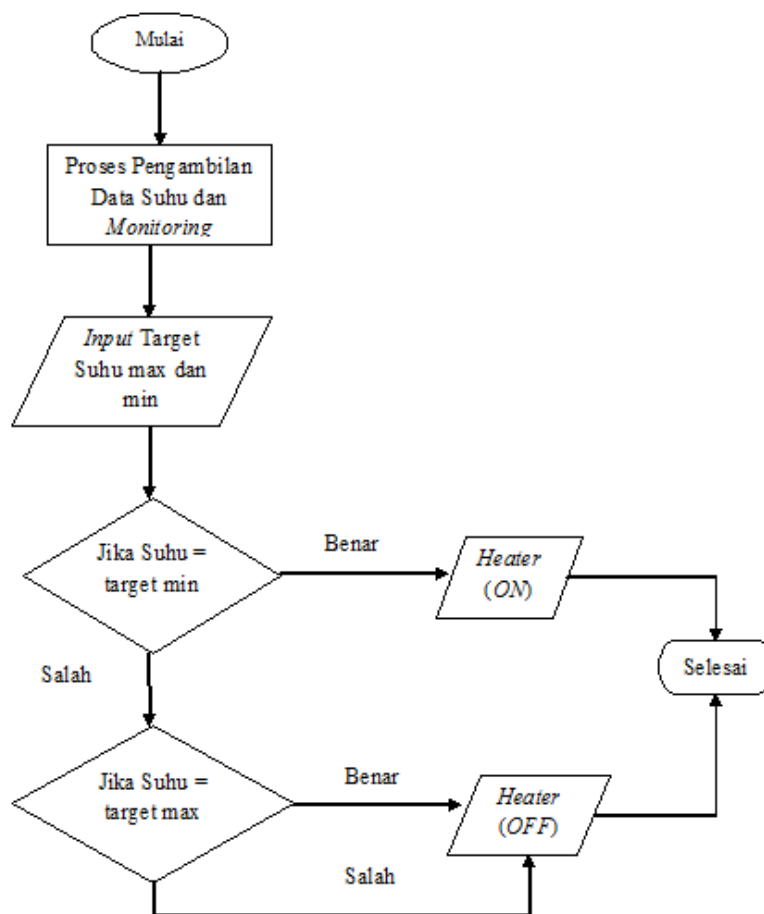 Mulai
Proses Pengambilan
Data Suhu dan
Monitoring
Input Target
Suhu max dan
min
Jika Suhu =
target min
Benar
Heater
(ON)
Selesai
Salah
Jika Suhu =
target max
Benar
Heater
(OFF)
Salah